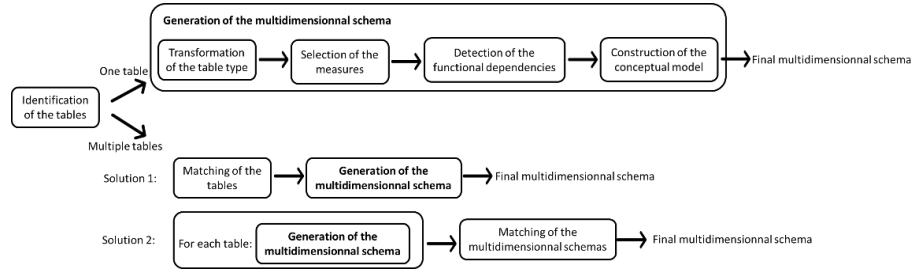 Generation of the multidimensionnal schema
Transformation
of the table type
Selection of the
measures
Detection of the
functional dependencies
Construction of the
conceptual model
Final multidimensionnal schema
One table
Identification
of the tables
Multiple tables
Solution 1:
Matching of the
tables
Generation of the
multidimensionnal schema
Final multidimensionnal schema
Solution 2:
For each table:
Generation of the
multidimensionnal schema
Matching of the
multidimensionnal schemas
Final multidimensionnal schema